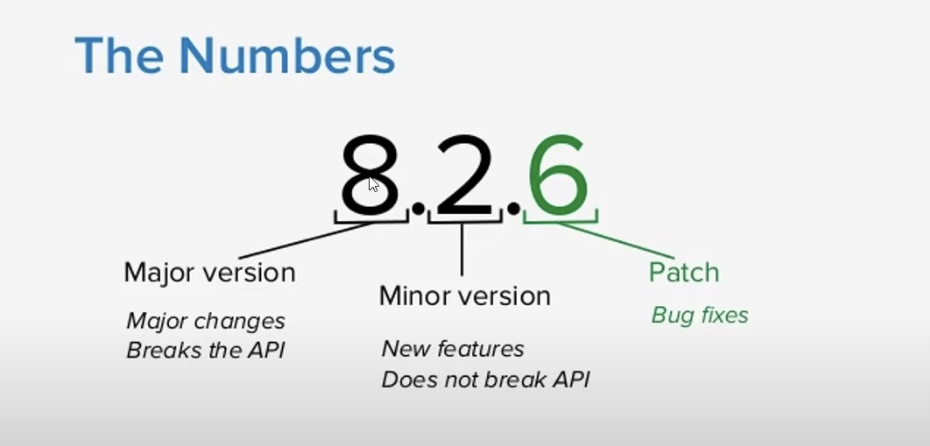 The Numbers
8.2.6
Major version
Major changes
Breaks the API
Minor version
New features
Does not break API
Patch
Bug fixes